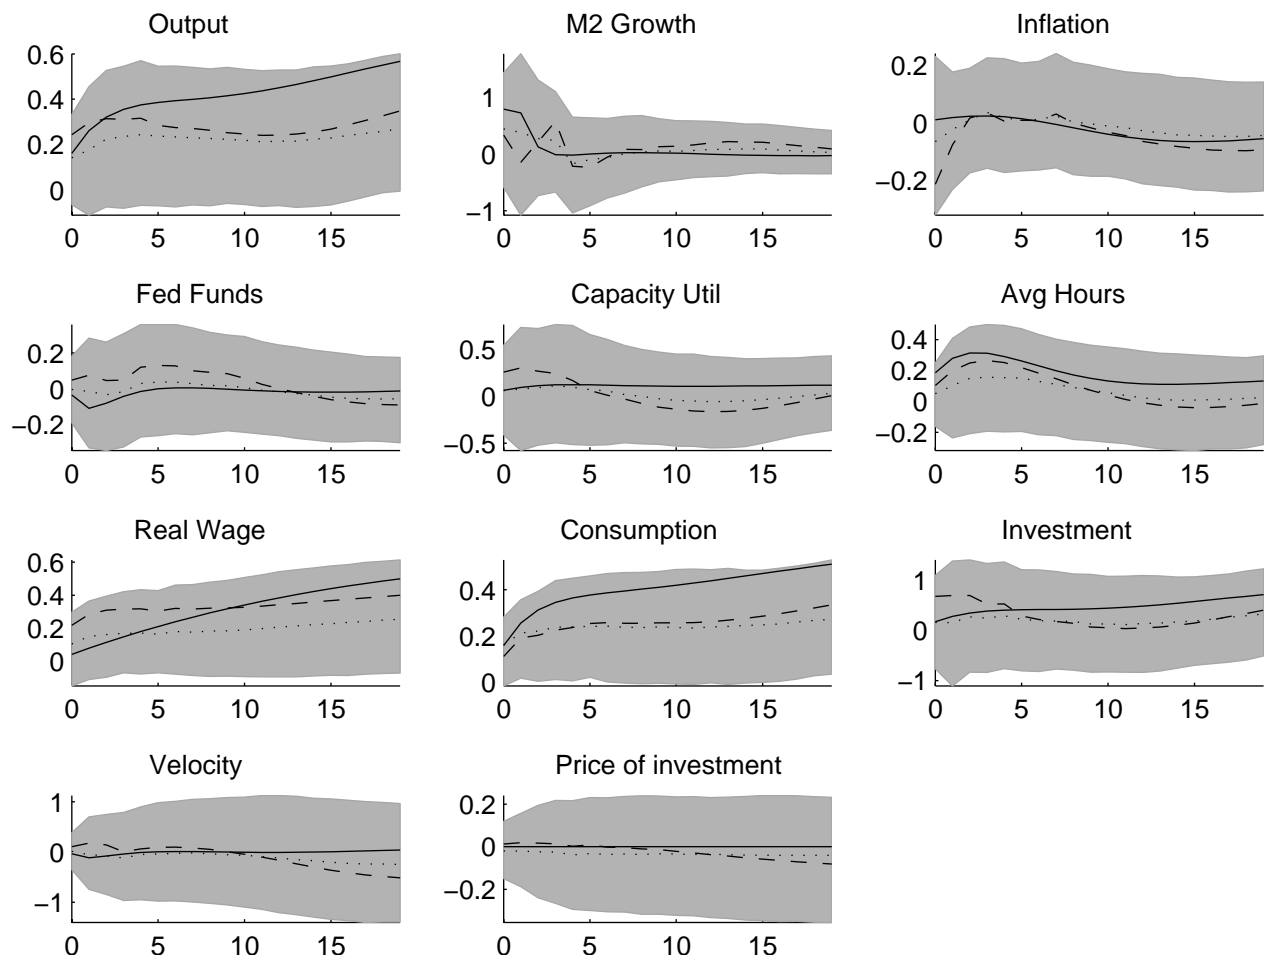 Output
M2 Growth
Inflation
0.6
0.4
0.2
0
0 5 10 15
1
0
−1
0 5 10 15
0.2
0
−0.2
0 5 10 15
Fed Funds
Capacity Util
Avg Hours
0.2
0
−0.2
0 5 10 15
0.5
0
−0.5
0 5 10 15
0.4
0.2
0
−0.2
0 5 10 15
Real Wage
Consumption
Investment
0.6
0.4
0.2
0
0 5 10 15
0.4
0.2
0
0 5 10 15
1
0
−1
0 5 10 15
Velocity
Price of investment
1
0
−1
0 5 10 15
0.2
0
−0.2
0 5 10 15